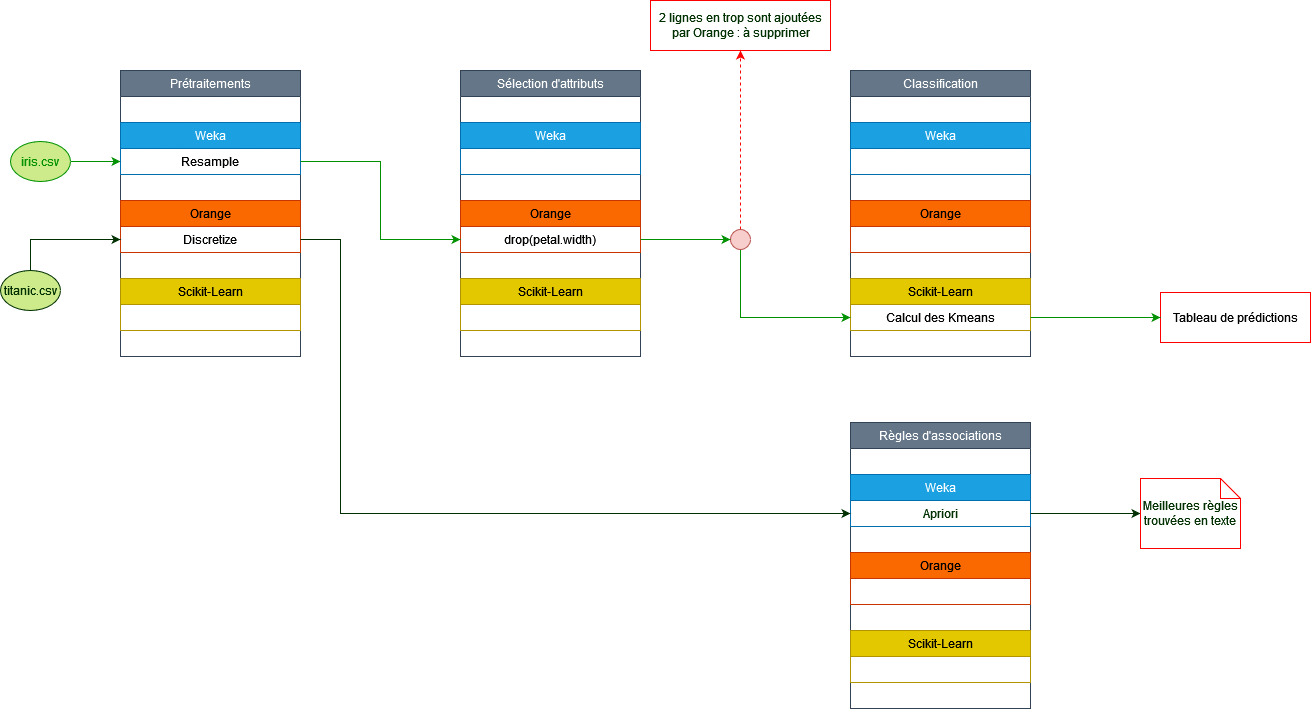 2 lignes en trop sont ajoutées
par Orange : à supprimer
Prétraitements
Weka
Resample
Orange
Discretize
Scikit-Learn
Sélection d'attributs
Weka
Orange
drop(petal.width)
Scikit-Learn
Classification
Weka
Orange
Scikit-Learn
Calcul des Kmeans
iris.csv
titanic.csv
Tableau de prédictions
Règles d'associations
Weka
Apriori
Orange
Scikit-Learn
Meilleures règles
trouvées en texte